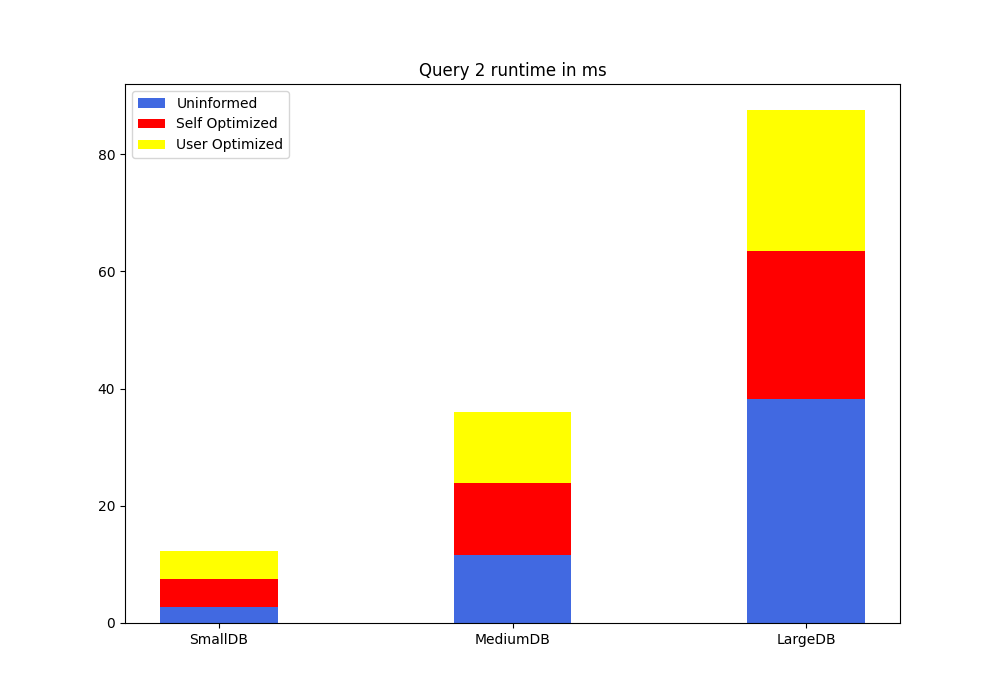 Query 2 runtime in ms
Uninformed
Self Optimized
User Optimized
80
60
40
20
0
SmallDB MediumDB LargeDB